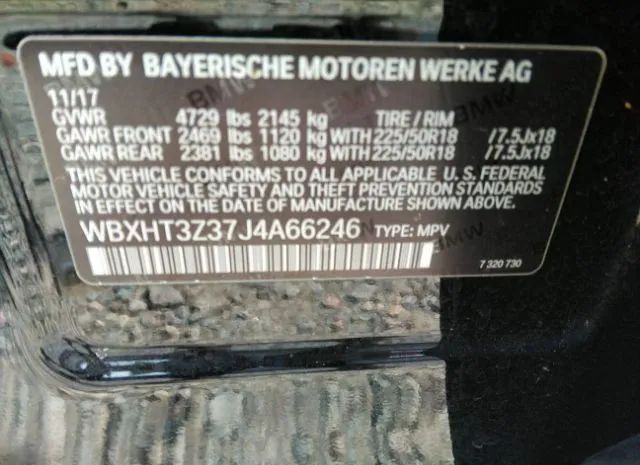 MFD BY BAYERISCHE MOTOREN WERKE AG
11/17
GVWR 4729 lbs 2145 kg TIRE / RIM
GAWR FRONT 2469 lbs 1120 kg WITH 225/50R18 /7.5Jx18
GAWR REAR 2381 lbs 1080 kg WITH 225/50R18 /7.5Jx18
THIS VEHICLE CONFORMS TO ALL APPLICABLE, U. S. FEDERAL
MOTOR VEHICLE SAFETY AND THEFT PREVENTION STANDARDS
IN EFFECT ON THE DATE OF MANUFACTURE SHOWN ABOVE.
WBXHT3Z37J4A66246 TYPE: MPV
7 320 730